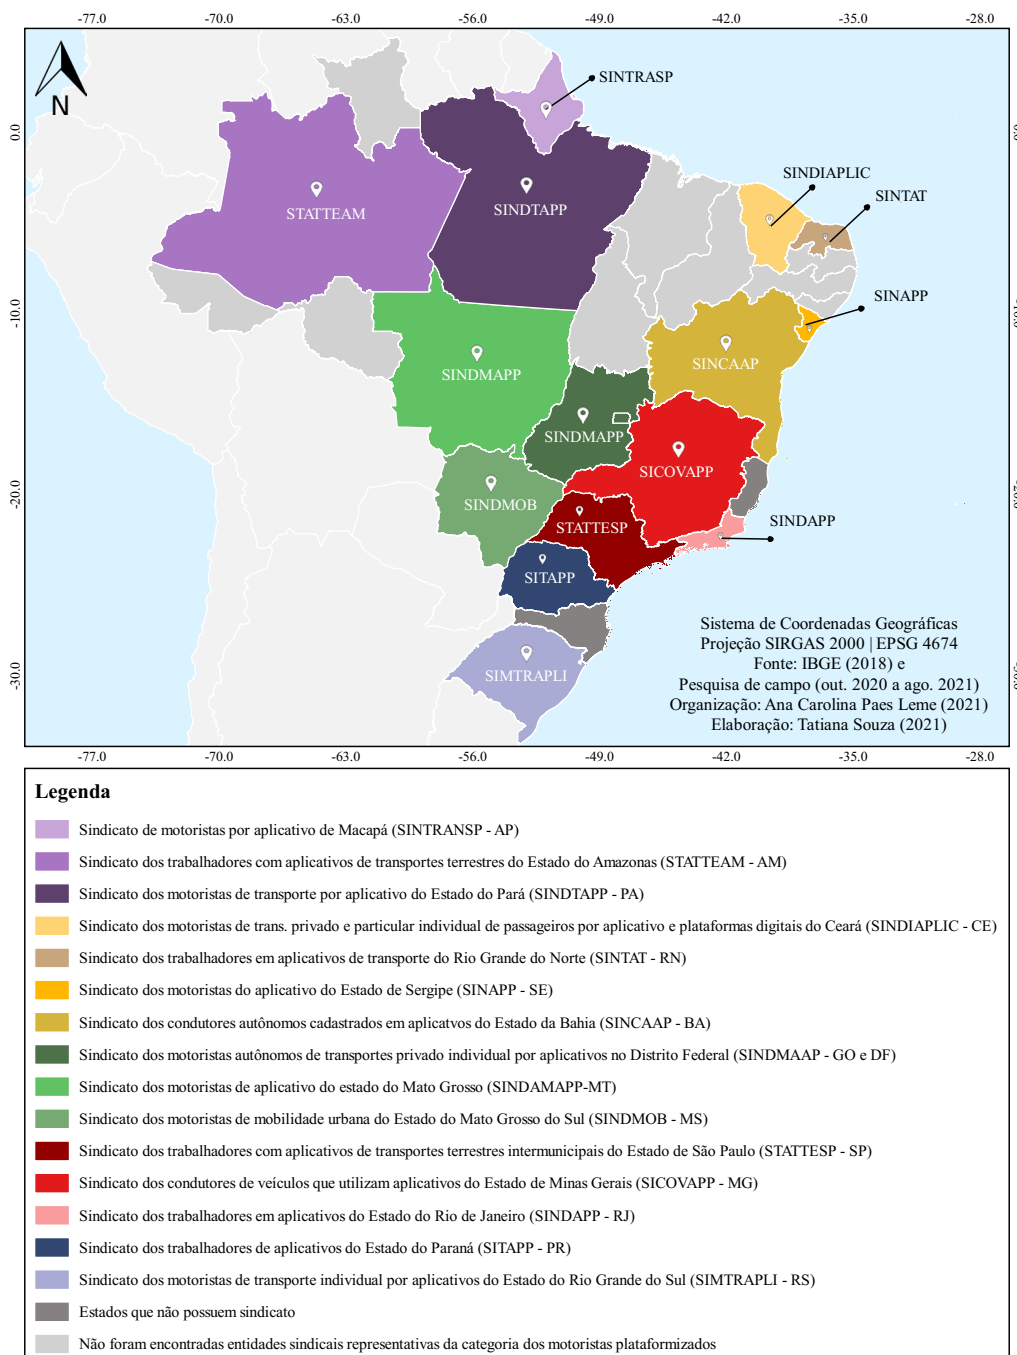 -77.0 -70.0 -63.0 -56.0 -49.0 -42.0 -35.0 -28.0
N
SINTRASP
0.0
SINDIAPLIC
SINTAT
STATTEAM
SINDTAPP
SINAPP
-10.0
SINCAAP
SINDMAPP
SINDMAPP
SICOVAPP
-20.0
SINDMOB
STATTESP
SINDAPP
SITAPP
SIMTRAPLI
-30.0
Sistema de Coordenadas Geográficas
Projeção SIRGAS 2000 | EPSG 4674
Fonte: IBGE (2018) e
Pesquisa de campo (out. 2020 a ago. 2021)
Organização: Ana Carolina Paes Leme (2021)
Elaboração: Tatiana Souza (2021)
-77.0 -70.0 -63.0 -56.0 -49.0 -42.0 -35.0 -28.0
Legenda
Sindicato de motoristas por aplicativo de Macapá (SINTRANSP - AP)
Sindicato dos trabalhadores com aplicativos de transportes terrestres do Estado do Amazonas (STATTEAM - AM)
Sindicato dos motoristas de transporte por aplicativo do Estado do Pará (SINDTAPP - PA)
Sindicato dos motoristas de trans. privado e particular individual de passageiros por aplicativo e plataformas digitais do Ceará (SINDIAPLIC - CE)
Sindicato dos trabalhadores em aplicativos de transporte do Rio Grande do Norte (SINTAT - RN)
Sindicato dos motoristas do aplicativo do Estado de Sergipe (SINAPP - SE)
Sindicato dos condutores autônomos cadastrados em aplicatvos do Estado da Bahia (SINCAAP - BA)
Sindicato dos motoristas autônomos de transportes privado individual por aplicativos no Distrito Federal (SINDMAAP - GO e DF)
Sindicato dos motoristas de aplicativo do estado do Mato Grosso (SINDAMAPP-MT)
Sindicato dos motoristas de mobilidade urbana do Estado do Mato Grosso do Sul (SINDMOB - MS)
Sindicato dos trabalhadores com aplicativos de transportes terrestres intermunicipais do Estado de São Paulo (STATTESP - SP)
Sindicato dos condutores de veículos que utilizam aplicativos do Estado de Minas Gerais (SICOVAPP - MG)
Sindicato dos trabalhadores em aplicativos do Estado do Rio de Janeiro (SINDAPP - RJ)
Sindicato dos trabalhadores de aplicativos do Estado do Paraná (SITAPP - PR)
Sindicato dos motoristas de transporte individual por aplicativos do Estado do Rio Grande do Sul (SIMTRAPLI - RS)
Estados que não possuem sindicato
Não foram encontradas entidades sindicais representativas da categoria dos motoristas plataformizados